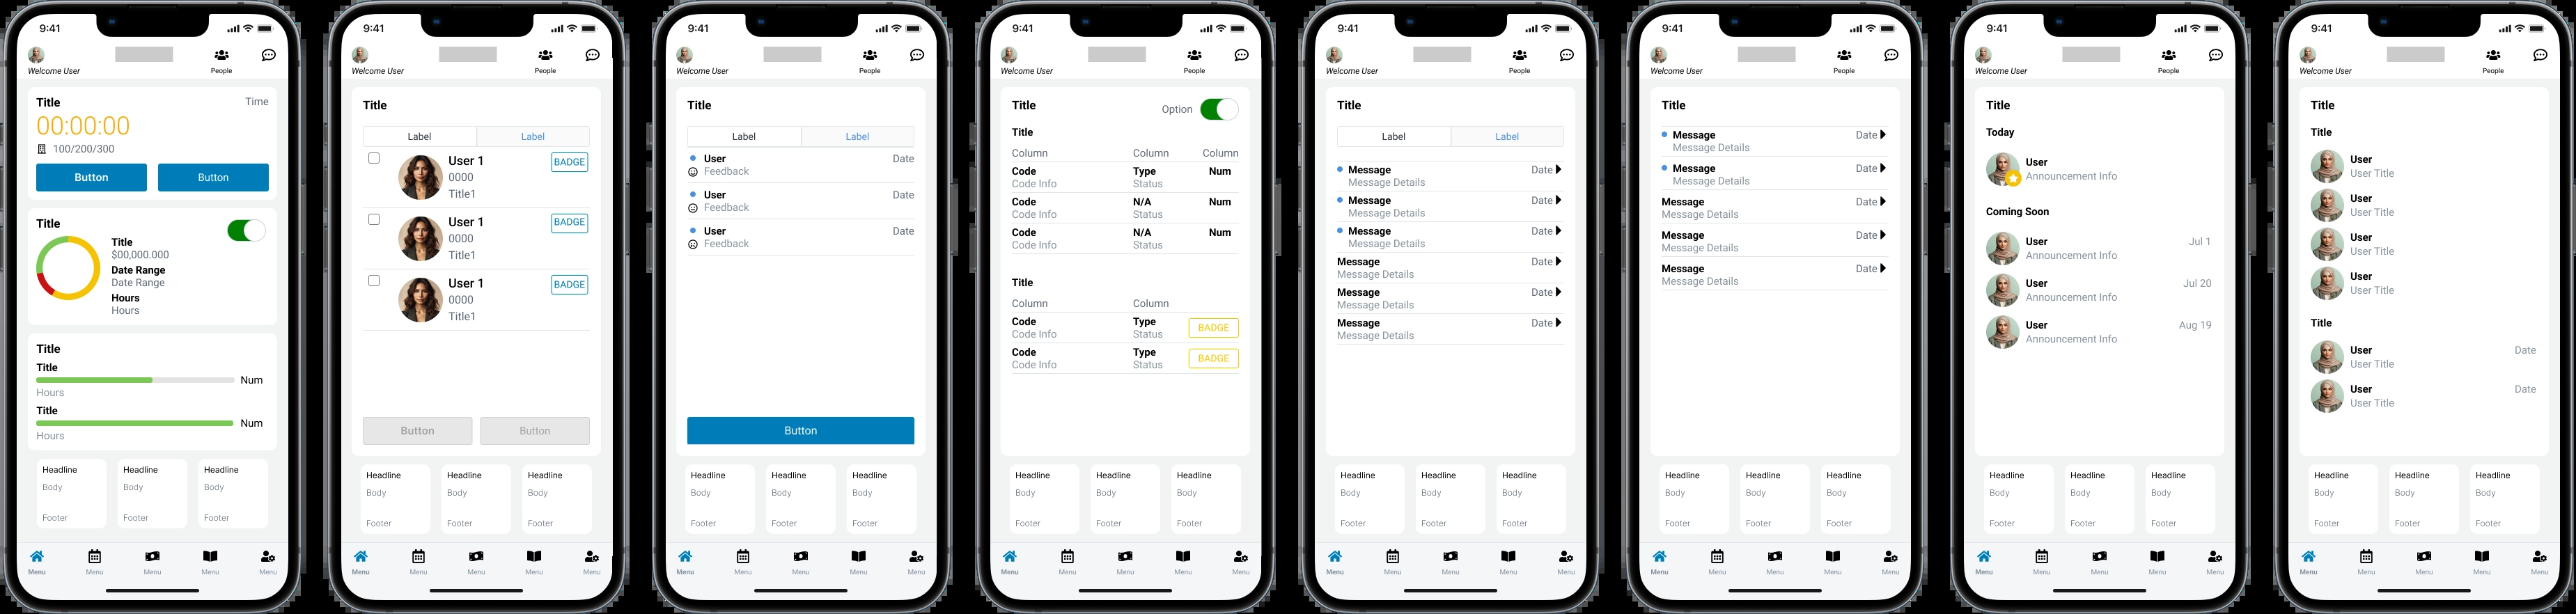 9:41
Welcome User
People
Title
Time
00:00:00
100/200/300
Button
Button
Title
Title
$00,000.000
Date Range
Date Range
Hours
Hours
Title
Title
Num
Hours
Title
Num
Hours
Headline
Body
Footer
Headline
Body
Footer
Headline
Body
Footer
Menu
Menu
Menu
Menu
Menu
9:41
Welcome User
People
Title
Label
Label
User 1
BADGE
0000
Title1
User 1
BADGE
0000
Title1
User 1
BADGE
0000
Title1
Button
Button
Headline
Body
Footer
Headline
Body
Footer
Headline
Body
Footer
Menu
Menu
Menu
Menu
Menu
9:41
Welcome User
People
Title
Label
Label
User
Date
Feedback
User
Date
Feedback
User
Date
Feedback
Button
Headline
Body
Footer
Headline
Body
Footer
Headline
Body
Footer
Menu
Menu
Menu
Menu
Menu
9:41
Welcome User
People
Title
Option
Title
Column Column Column
Code Type Num
Code Info Status
Code N/A Num
Code Info Status
Code N/A Num
Code Info Status
Title
Column Column
Code Type BADGE
Code Info Status
Code Type BADGE
Code Info Status
Headline
Body
Footer
Headline
Body
Footer
Headline
Body
Footer
Menu
Menu
Menu
Menu
Menu
9:41
Welcome User
People
Title
Label
Label
Message Date
Message Details
Message Date
Message Details
Message Date
Message Details
Message Date
Message Details
Message Date
Message Details
Message Date
Message Details
Headline
Body
Footer
Headline
Body
Footer
Headline
Body
Footer
Menu
Menu
Menu
Menu
Menu
9:41
Welcome User
People
Title
Message Date
Message Details
Message Date
Message Details
Message Date
Message Details
Message Date
Message Details
Message Date
Message Details
Headline
Body
Footer
Headline
Body
Footer
Headline
Body
Footer
Menu
Menu
Menu
Menu
Menu
9:41
Welcome User
People
Title
Today
User
Announcement Info
Coming Soon
User Jul 1
Announcement Info
User Jul 20
Announcement Info
User Aug 19
Announcement Info
Headline
Body
Footer
Headline
Body
Footer
Headline
Body
Footer
Menu
Menu
Menu
Menu
Menu
9:41
Welcome User
People
Title
Title
User
User Title
User
User Title
User
User Title
User
User Title
Title
User Date
User Title
User Date
User Title
Headline
Body
Footer
Headline
Body
Footer
Headline
Body
Footer
Menu
Menu
Menu
Menu
Menu